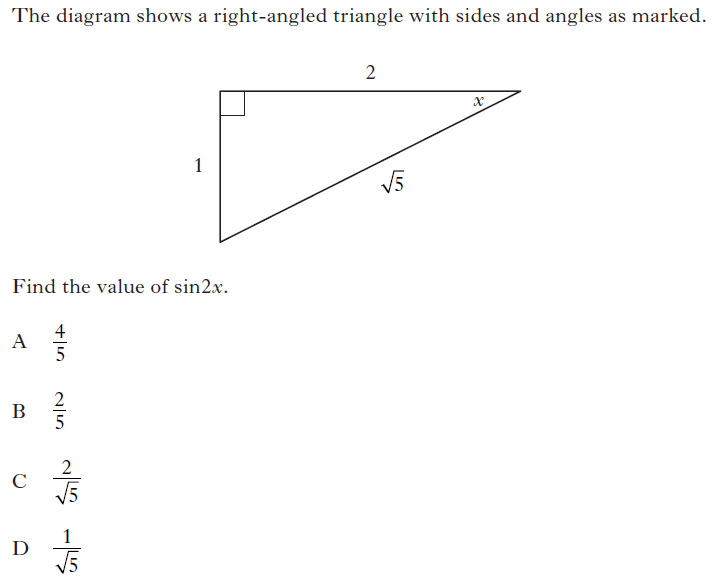 The diagram shows a right-angled triangle with sides and angles as marked.
2
x
1
√5
Find the value of sin2x.
A 4/5
B 2/5
C 2/√5
D 1/√5